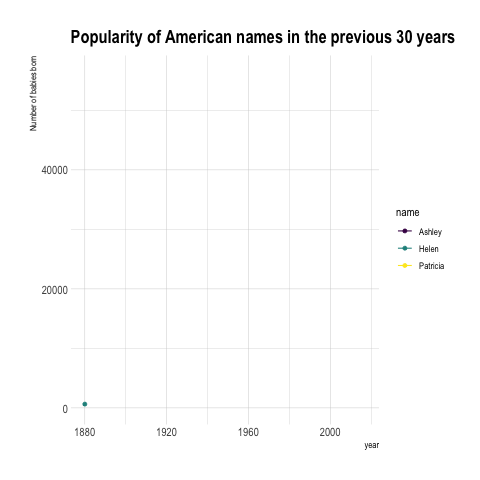 Popularity of American names in the previous 30 years
Number of babies born
40000
20000
0
1880 1920 1960 2000
year
name
Ashley
Helen
Patricia